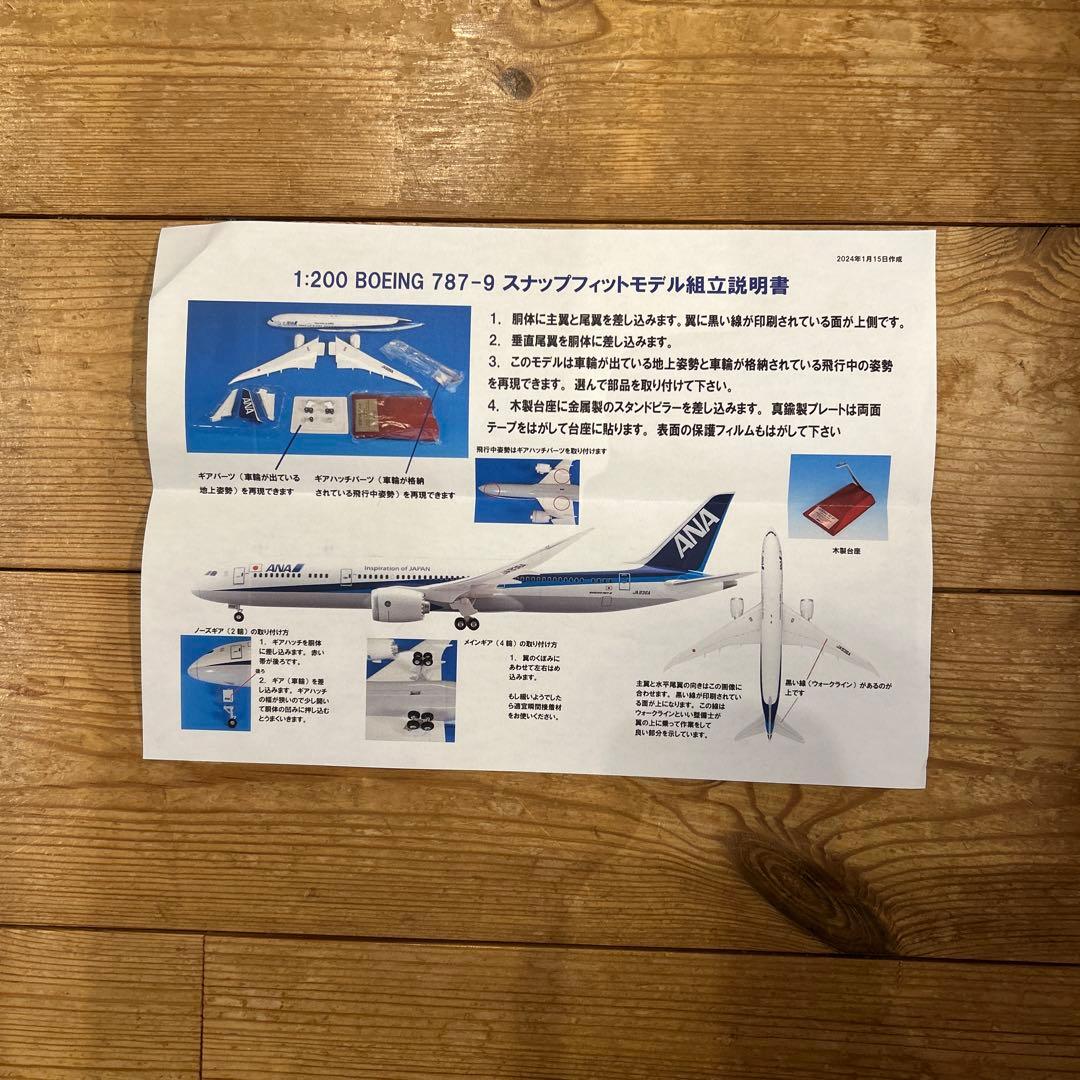 2024年1月15日作成
1:200 BOEING 787-9 スナップフィットモデル組立説明書
1. 胴体に主翼と尾翼を差し込みます。翼に黒い線が印刷されている面が上側です。
2. 垂直尾翼を胴体に差し込みます。
3. このモデルは車輪が出ている地上姿勢と車輪が格納されている飛行中の姿勢
を再現できます。 選んで部品を取り付けて下さい。
4. 木製台座に金属製のスタンドピラーを差し込みます。 真鍮製プレートは両面
テープをはがして台座に貼ります。 表面の保護フィルムもはがして下さい
ANA
ギアパーツ（車輪が出ている
地上姿勢）を再現できます
ギアハッチパーツ（車輪が格納
されている飛行中姿勢）を再現できます
飛行中姿勢はギアハッチパーツを取り付けます
木製台座
ANA
Inspiration of JAPAN
ANA
ノーズギア（2輪）の取り付け方
1. ギアハッチを胴体
に差し込みます。 赤い
帯が後ろです。
後ろ
2. ギア（車輪）を差
し込みます。ギアハッチ
の幅が狭いので少し開い
て胴体の凹みに押し込む
とうまくいきます。
メインギア（4輪）の取り付け方
1. 翼のくぼみに
あわせて左右はめ
込みます。
もし緩いようでした
ら適宜瞬間接着材
をお使いください。
主翼と水平尾翼の向きはこの画像に
合わせます。 黒い線が印刷されてい
る面が上になります。 この線は
ウォークラインといい整備士が
翼の上に乗って作業をして
良い部分を示しています。
黒い線（ウォークライン）があるのが
上です